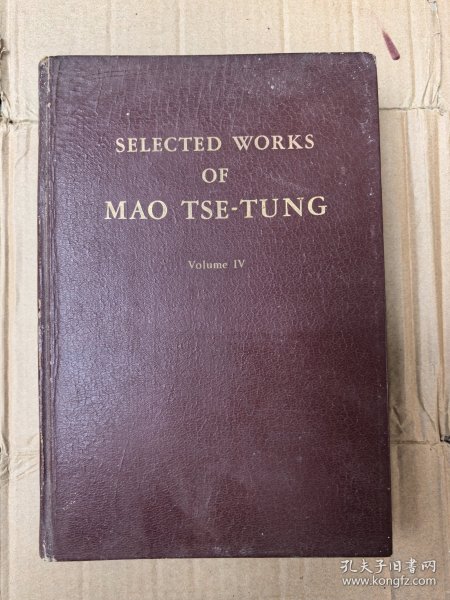 SELECTED WORKS
OF
MAO TSE-TUNG
Volume IV
孔夫子旧书网
www.kongfz.com